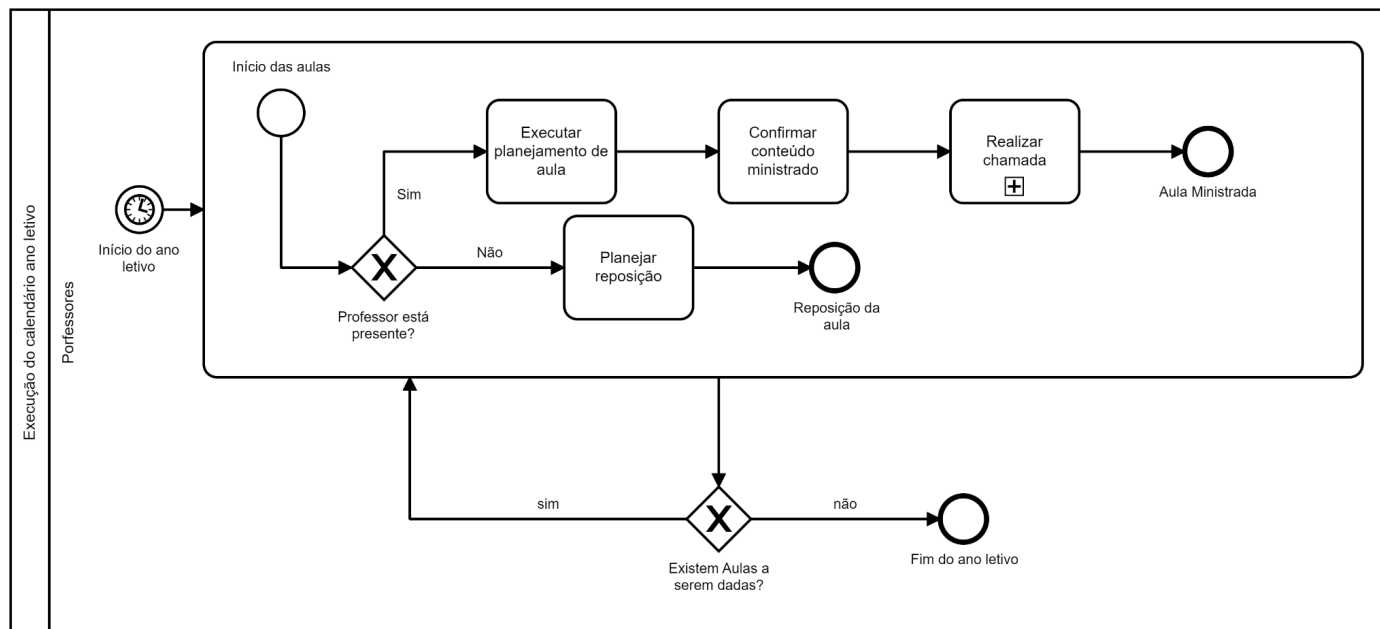 Execução do calendário ano letivo
Porfessores
Início do ano
letivo
Início das aulas
Professor está
presente?
Sim
Executar
planejamento de
aula
Confirmar
conteúdo
ministrado
Realizar
chamada
Aula Ministrada
Não
Planejar
reposição
Reposição da
aula
Existem Aulas a
serem dadas?
sim
não
Fim do ano letivo